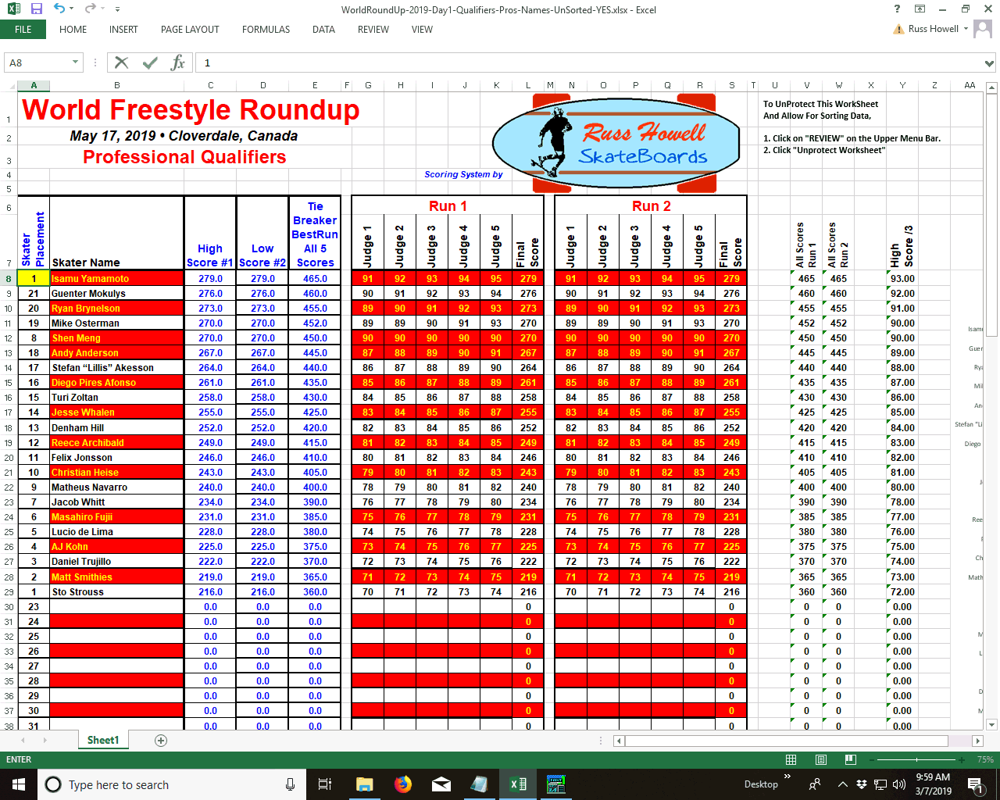 WorldRoundUp-2019-Day1-Qualifiers-Pros-Names-UnSorted-YES.xlsx - Excel
FILE HOME INSERT PAGE LAYOUT FORMULAS DATA REVIEW VIEW Russ Howell
A8 fx 1
A B C D E F G H I J K L M N O P Q R S T U V W X Y Z AA
World Freestyle Roundup
May 17, 2019 • Cloverdale, Canada
Professional Qualifiers
Scoring System by
Russ Howell
SkateBoards
To UnProtect This WorkSheet
And Allow For Sorting Data,
1. Click on "REVIEW" on the Upper Menu Bar.
2. Click "Unprotect Worksheet"
1
2
3
4
5
6 Run 1 Run 2
7 Skater Placement Skater Name High Score #1 Low Score #2 Tie Breaker BestRun All 5 Scores Judge 1 Judge 2 Judge 3 Judge 4 Judge 5 Final Score Judge 1 Judge 2 Judge 3 Judge 4 Judge 5 Final Score All Scores Run 1 All Scores Run 2 High Score /3
8 1 Isamu Yamamoto 279.0 279.0 465.0 91 92 93 94 95 279 91 92 93 94 95 279 465 465 93.00
9 21 Guenter Mokulys 276.0 276.0 460.0 90 91 92 93 94 276 90 91 92 93 94 276 460 460 92.00
10 20 Ryan Brynelson 273.0 273.0 455.0 89 90 91 92 93 273 89 90 91 92 93 273 455 455 91.00
11 19 Mike Osterman 270.0 270.0 452.0 89 89 90 91 93 270 89 89 90 91 93 270 452 452 90.00
12 8 Shen Meng 270.0 270.0 450.0 90 90 90 90 90 270 90 90 90 90 90 270 450 450 90.00
13 18 Andy Anderson 267.0 267.0 445.0 87 88 89 90 91 267 87 88 89 90 91 267 445 445 89.00
14 17 Stefan “Lillis” Akesson 264.0 264.0 440.0 86 87 88 89 90 264 86 87 88 89 90 264 440 440 88.00
15 16 Diego Pires Afonso 261.0 261.0 435.0 85 86 87 88 89 261 85 86 87 88 89 261 435 435 87.00
16 15 Turi Zoltan 258.0 258.0 430.0 84 85 86 87 88 258 84 85 86 87 88 258 430 430 86.00
17 14 Jesse Whalen 255.0 255.0 425.0 83 84 85 86 87 255 83 84 85 86 87 255 425 425 85.00
18 13 Denham Hill 252.0 252.0 420.0 82 83 84 85 86 252 82 83 84 85 86 252 420 420 84.00
19 12 Reece Archibald 249.0 249.0 415.0 81 82 83 84 85 249 81 82 83 84 85 249 415 415 83.00
20 11 Felix Jonsson 246.0 246.0 410.0 80 81 82 83 84 246 80 81 82 83 84 246 410 410 82.00
21 10 Christian Heise 243.0 243.0 405.0 79 80 81 82 83 243 79 80 81 82 83 243 405 405 81.00
22 9 Matheus Navarro 240.0 240.0 400.0 78 79 80 81 82 240 78 79 80 81 82 240 400 400 80.00
23 7 Jacob Whitt 234.0 234.0 390.0 76 77 78 79 80 234 76 77 78 79 80 234 390 390 78.00
24 6 Masahiro Fujii 231.0 231.0 385.0 75 76 77 78 79 231 75 76 77 78 79 231 385 385 77.00
25 5 Lucio de Lima 228.0 228.0 380.0 74 75 76 77 78 228 74 75 76 77 78 228 380 380 76.00
26 4 AJ Kohn 225.0 225.0 375.0 73 74 75 76 77 225 73 74 75 76 77 225 375 375 75.00
27 3 Daniel Trujillo 222.0 222.0 370.0 72 73 74 75 76 222 72 73 74 75 76 222 370 370 74.00
28 2 Matt Smithies 219.0 219.0 365.0 71 72 73 74 75 219 71 72 73 74 75 219 365 365 73.00
29 1 Sto Strouss 216.0 216.0 360.0 70 71 72 73 74 216 70 71 72 73 74 216 360 360 72.00
30 23 0.0 0.0 0.0 0 0 0 0 0.00
31 24 0.0 0.0 0.0 0 0 0 0 0.00
32 25 0.0 0.0 0.0 0 0 0 0 0.00
33 26 0.0 0.0 0.0 0 0 0 0 0.00
34 27 0.0 0.0 0.0 0 0 0 0 0.00
35 28 0.0 0.0 0.0 0 0 0 0 0.00
36 29 0.0 0.0 0.0 0 0 0 0 0.00
37 30 0.0 0.0 0.0 0 0 0 0 0.00
38 31 0.0 0.0 0.0 0 0 0 0 0.00
Sheet1
ENTER 75%
Type here to search Desktop 9:59 AM
3/7/2019